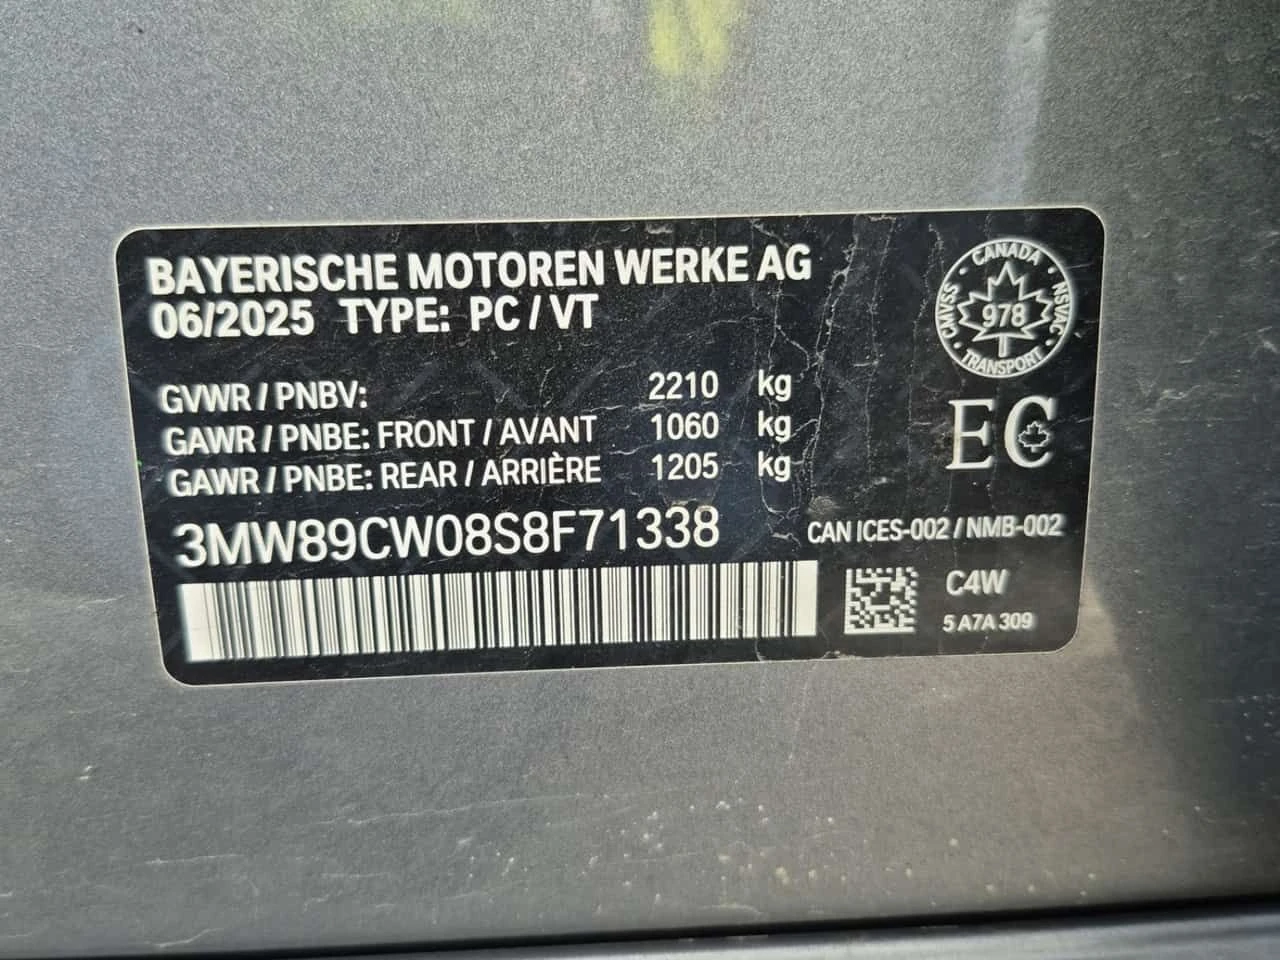 BAYERISCHE MOTOREN WERKE AG
06/2025 TYPE: PC / VT
GVWR / PNBV: 2210 kg
GAWR / PNBE: FRONT / AVANT 1060 kg
GAWR / PNBE: REAR / ARRIÈRE 1205 kg
3MW89CW08S8F71338
CANADA
CMVSS · NSVAC
978
TRANSPORT
EC
CAN ICES-002 / NMB-002
C4W
5 A7A 309